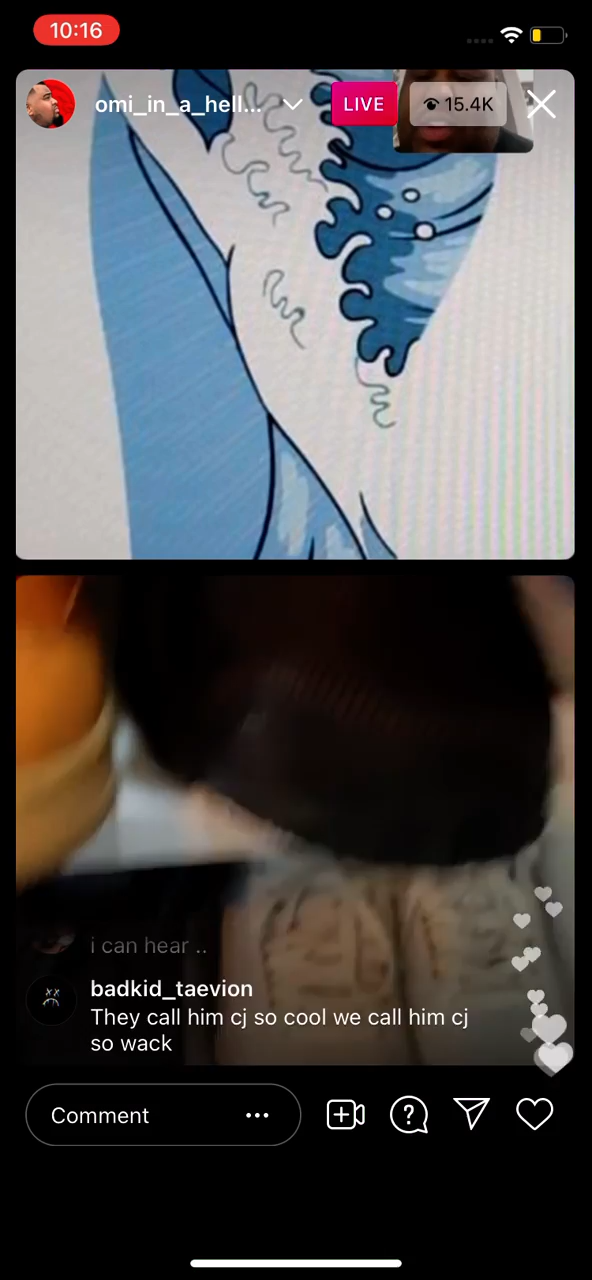 10:16
omi_in_a_hell...
LIVE
15.4K
i can hear ..
badkid_taevion
They call him cj so cool we call him cj
so wack
Comment